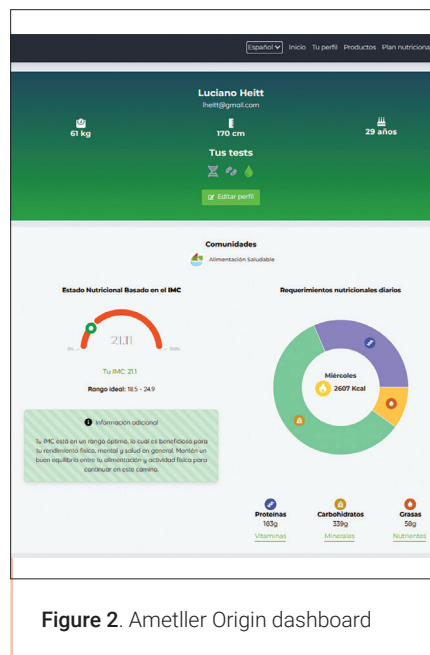 Español Inicio Tu perfil Productos Plan nutriciona
Luciano Heitt
lheitt@gmail.com
61 kg 170 cm 29 años
Tus tests
Editar perfil
Comunidades
Alimentación Saludable
Estado Nutricional Basado en el IMC
21.11
0% 100%
Tu IMC: 21.1
Rango ideal: 18.5 - 24.9
Información adicional
Tu IMC está en un rango óptimo, lo cual es beneficioso para
tu rendimiento físico, mental y salud en general. Mantén un
buen equilibrio entre tu alimentación y actividad física para
continuar en este camino.
Requerimientos nutricionales diarios
Miércoles
2607 Kcal
Proteínas Carbohidratos Grasas
183g 339g 58g
Vitaminas Minerales Nutrientes
Figure 2. Ametller Origin dashboard